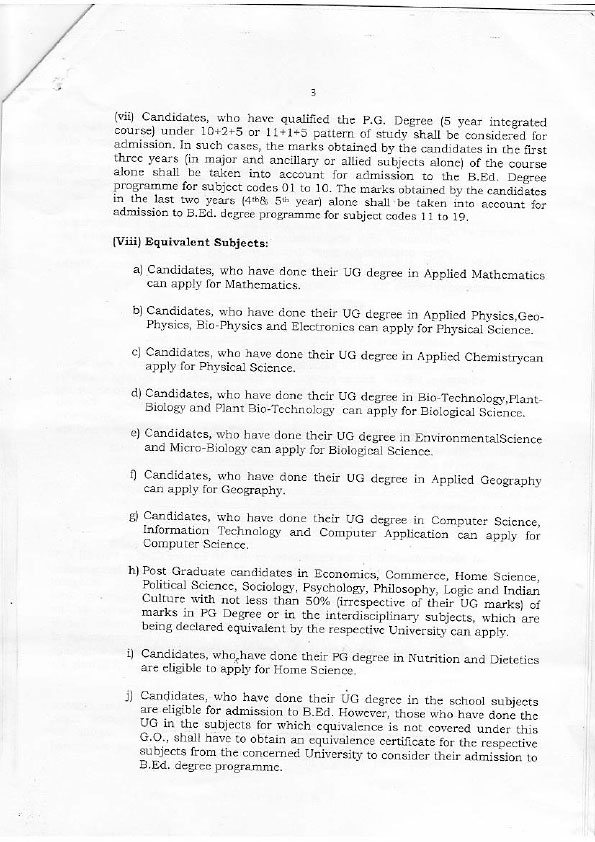 3
(vii) Candidates, who have qualified the P.G. Degree (5 year integrated
course) under 10+2+5 or 11+1+5 pattern of study shall be considered for
admission. In such cases, the marks obtained by the candidates in the first
three years (in major and ancillary or allied subjects alone) of the course
alone shall be taken into account for admission to the B.Ed. Degree
programme for subject codes 01 to 10. The marks obtained by the candidates
in the last two years (4th& 5th year) alone shall be taken into account for
admission to B.Ed. degree programme for subject codes 11 to 19.
(Viii) Equivalent Subjects:
a) Candidates, who have done their UG degree in Applied Mathematics
can apply for Mathematics.
b) Candidates, who have done their UG degree in Applied Physics,Geo-
Physics, Bio-Physics and Electronics can apply for Physical Science.
c) Candidates, who have done their UG degree in Applied Chemistrycan
apply for Physical Science.
d) Candidates, who have done their UG degree in Bio-Technology,Plant-
Biology and Plant Bio-Technology can apply for Biological Science.
e) Candidates, who have done their UG degree in EnvironmentalScience
and Micro-Biology can apply for Biological Science.
f) Candidates, who have done their UG degree in Applied Geography
can apply for Geography.
g) Candidates, who have done their UG degree in Computer Science,
Information Technology and Computer Application can apply for
Computer Science.
h) Post Graduate candidates in Economics, Commerce, Home Science,
Political Science, Sociology, Psychology, Philosophy, Logic and Indian
Culture with not less than 50% (irrespective of their UG marks) of
marks in PG Degree or in the interdisciplinary subjects, which are
being declared equivalent by the respective University can apply.
i) Candidates, who have done their PG degree in Nutrition and Dietetics
are eligible to apply for Home Science.
j) Candidates, who have done their UG degree in the school subjects
are eligible for admission to B.Ed. However, those who have done the
UG in the subjects for which equivalence is not covered under this
G.O., shall have to obtain an equivalence certificate for the respective
subjects from the concerned University to consider their admission to
B.Ed. degree programme.